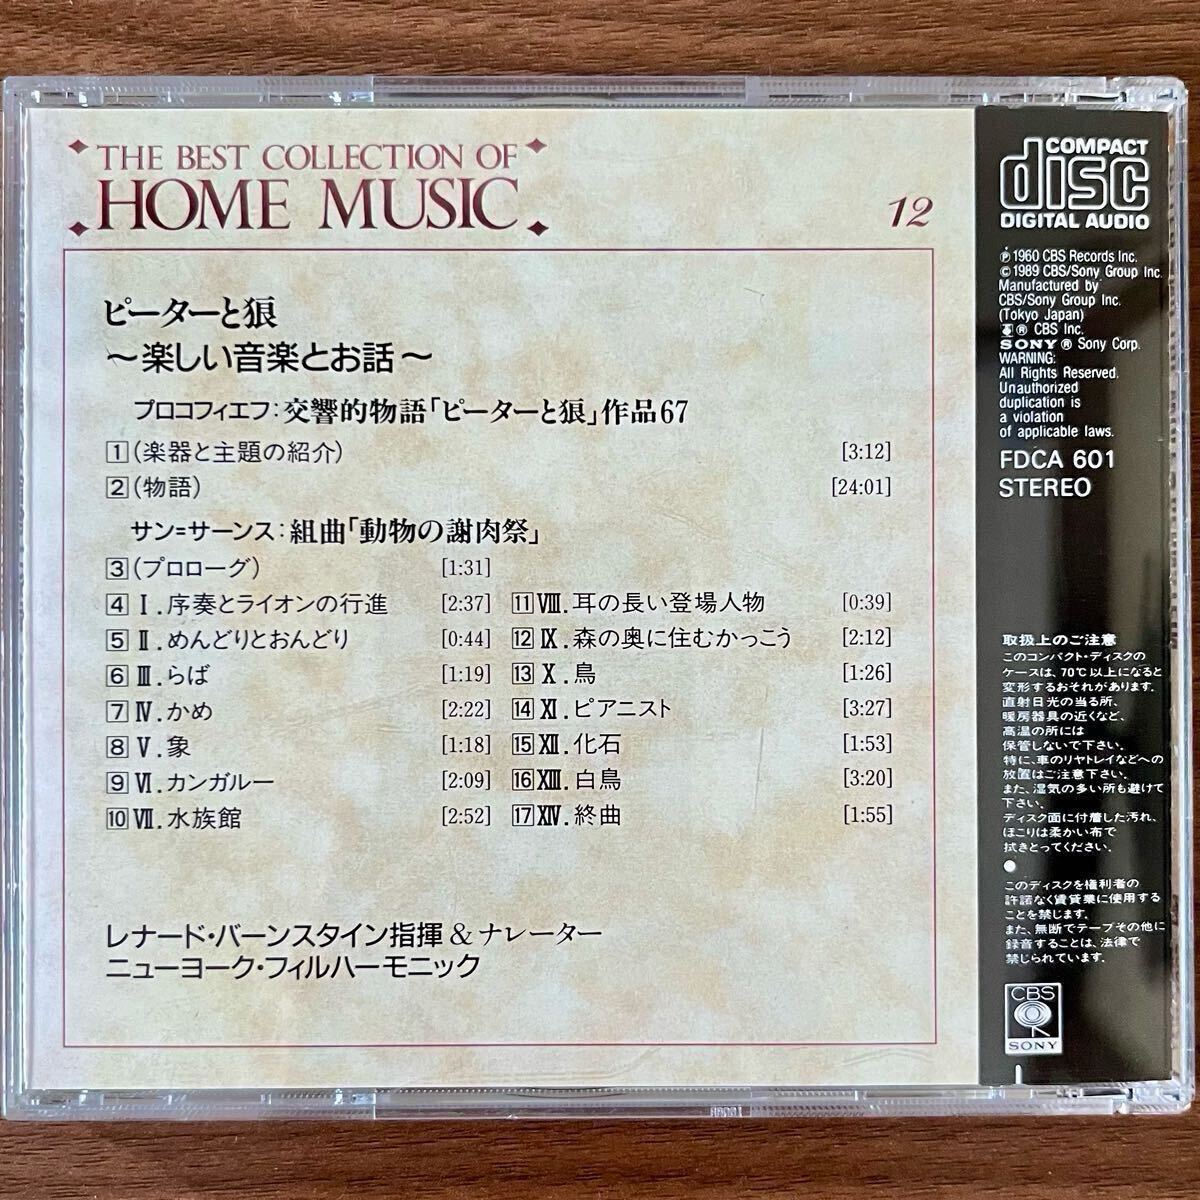 THE BEST COLLECTION OF
HOME MUSIC
12
ピーターと狼
〜楽しい音楽とお話〜
プロコフィエフ:交響的物語「ピーターと狼」作品67
1(楽器と主題の紹介) [3:12]
2(物語) [24:01]
サン=サーンス:組曲「動物の謝肉祭」
3(プロローグ) [1:31]
4 Ⅰ.序奏とライオンの行進 [2:37]
5 Ⅱ.めんどりとおんどり [0:44]
6 Ⅲ.らば [1:19]
7 Ⅳ.かめ [2:22]
8 Ⅴ.象 [1:18]
9 Ⅵ.カンガルー [2:09]
10 Ⅶ.水族館 [2:52]
11 Ⅷ.耳の長い登場人物 [0:39]
12 Ⅸ.森の奥に住むかっこう [2:12]
13 Ⅹ.鳥 [1:26]
14 Ⅺ.ピアニスト [3:27]
15 Ⅻ.化石 [1:53]
16 XIII.白鳥 [3:20]
17 XIV.終曲 [1:55]
レナード・バーンスタイン指揮&ナレーター
ニューヨーク・フィルハーモニック
COMPACT
disc
DIGITAL AUDIO
℗1960 CBS Records Inc.
©1989 CBS/Sony Group Inc.
Manufactured by
CBS/Sony Group Inc.
(Tokyo Japan)
® CBS Inc.
SONY ® Sony Corp.
WARNING:
All Rights Reserved.
Unauthorized
duplication is
a violation
of applicable laws.
FDCA 601
STEREO
取扱上のご注意
このコンパクト・ディスクの
ケースは、70℃以上になると
変形するおそれがあります。
直射日光の当る所、
暖房器具の近くなど、
高温の所には
保管しないで下さい。
特に、車のリヤトレイなどへの
放置はご注意下さい。
また、湿気の多い所も避けて
下さい。
ディスク面に付着した汚れ、
ほこりは柔かい布で
拭きとってください。
●
このディスクを権利者の
許諾なく賃貸業に使用する
ことを禁じます。
また、無断でテープその他に
録音することは、法律で
禁じられています。
CBS
SONY